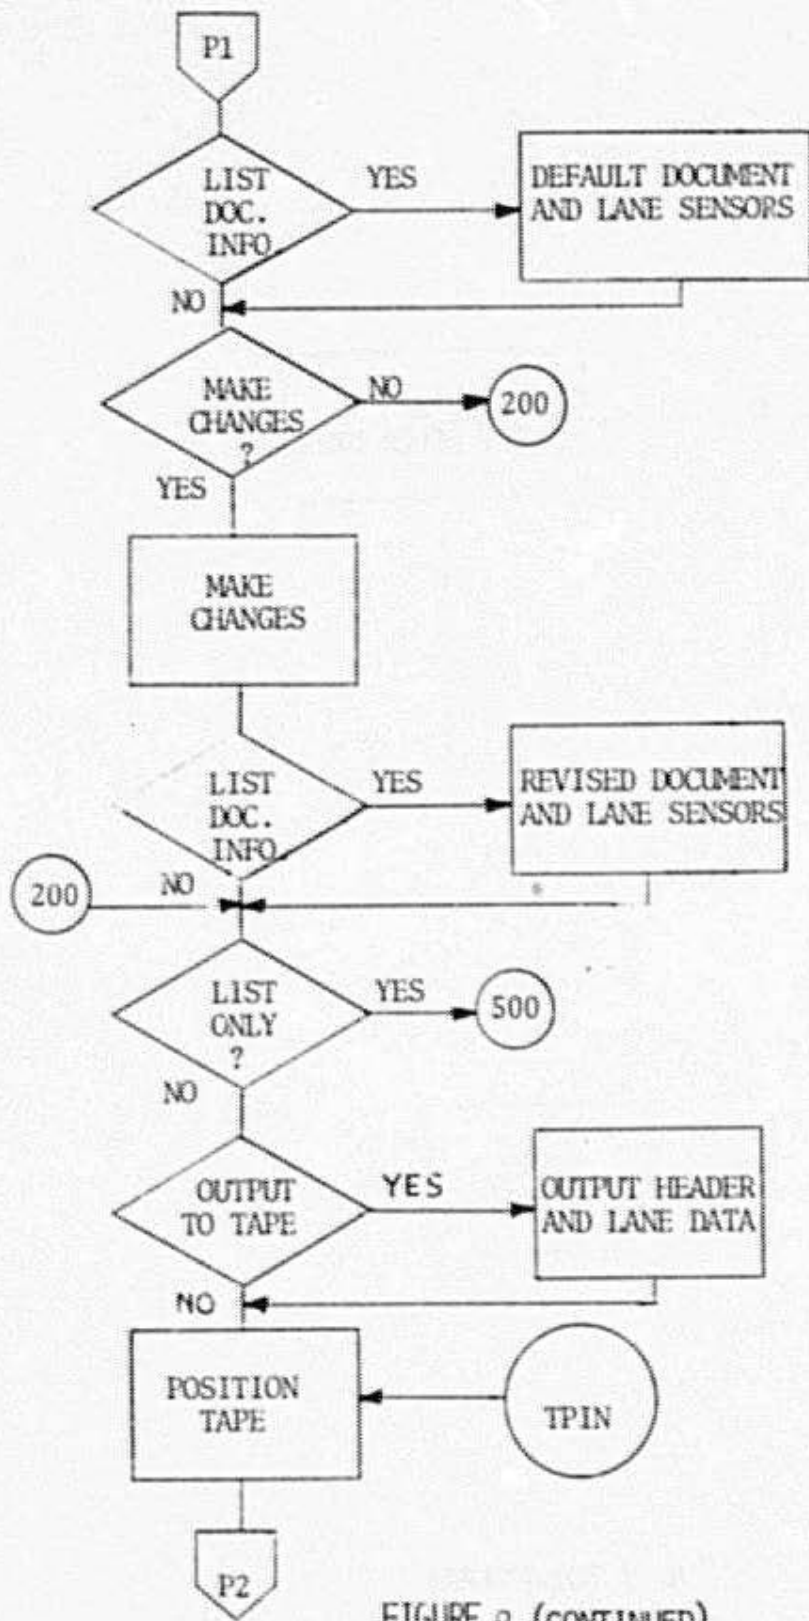 P1
LIST
DOC.
INFO
YES
DEFAULT DOCUMENT
AND LANE SENSORS
NO
MAKE
CHANGES
?
NO
200
YES
MAKE
CHANGES
LIST
DOC.
INFO
YES
REVISED DOCUMENT
AND LANE SENSORS
200
NO
LIST
ONLY
?
YES
500
NO
OUTPUT
TO TAPE
YES
OUTPUT HEADER
AND LANE DATA
NO
POSITION
TAPE
TPIN
P2
FIGURE (CONTINUED)